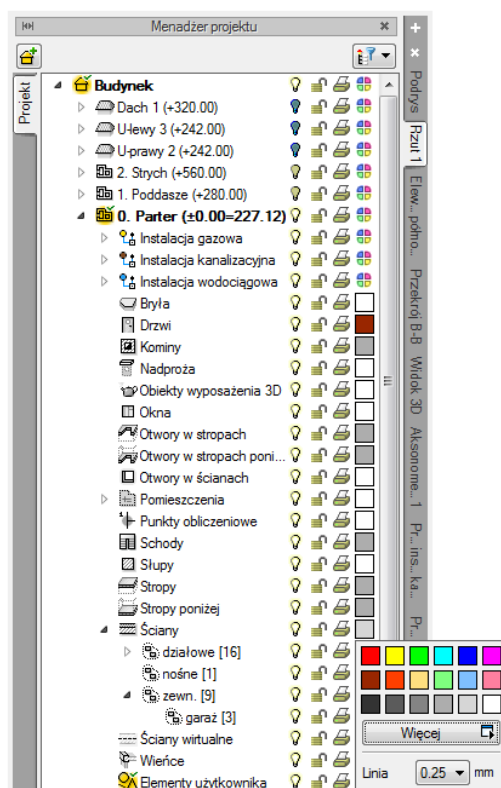 Menadżer projektu
Projekt
Budynek
Dach 1 (+320.00)
U-lewy 3 (+242.00)
U-prawy 2 (+242.00)
2. Strych (+560.00)
1. Poddasze (+280.00)
0. Parter (±0.00=227.12)
Instalacja gazowa
Instalacja kanalizacyjna
Instalacja wodociągowa
Bryła
Drzwi
Kominy
Nadproża
Obiekty wyposażenia 3D
Okna
Otwory w stropach
Otwory w stropach poni...
Otwory w ścianach
Pomieszczenia
Punkty obliczeniowe
Schody
Słupy
Stropy
Stropy poniżej
Ściany
działowe [16]
nośne [1]
zewn. [9]
garaż [3]
Ściany wirtualne
Wieńce
Elementy użytkownika
Podrys
Rzut 1
Elew... półno...
Przekrój B-B
Widok 3D
Aksonome... 1
Pr... ins... ka...
Pr...
Więcej
Linia 0.25 mm